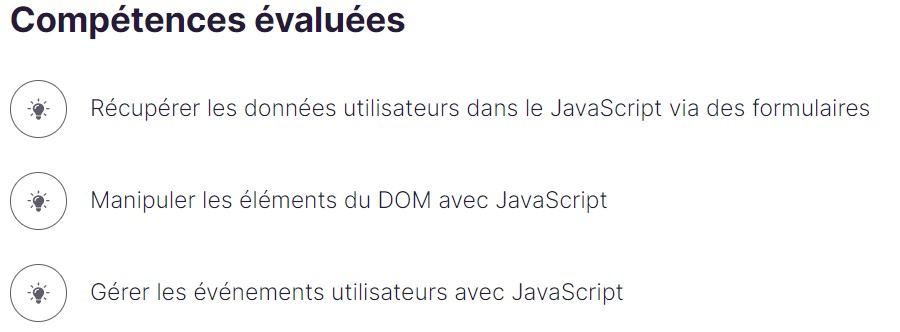 Compétences évaluées
Récupérer les données utilisateurs dans le JavaScript via des formulaires
Manipuler les éléments du DOM avec JavaScript
Gérer les événements utilisateurs avec JavaScript